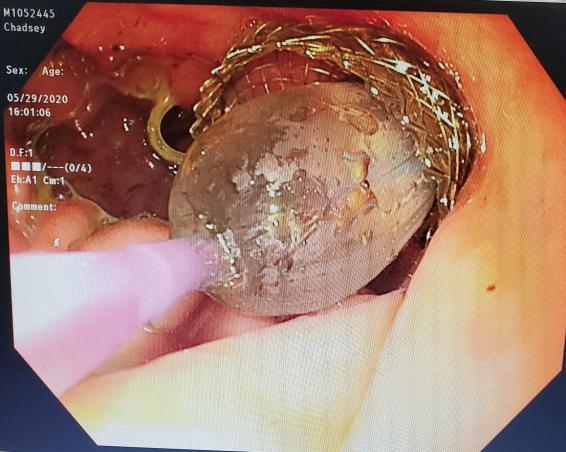 M1052445
Chadsey
Sex: Age:
05/29/2020
16:01:06
D.F:1
■■■/---(0/4)
Eh:A1 Cm:1
Comment: